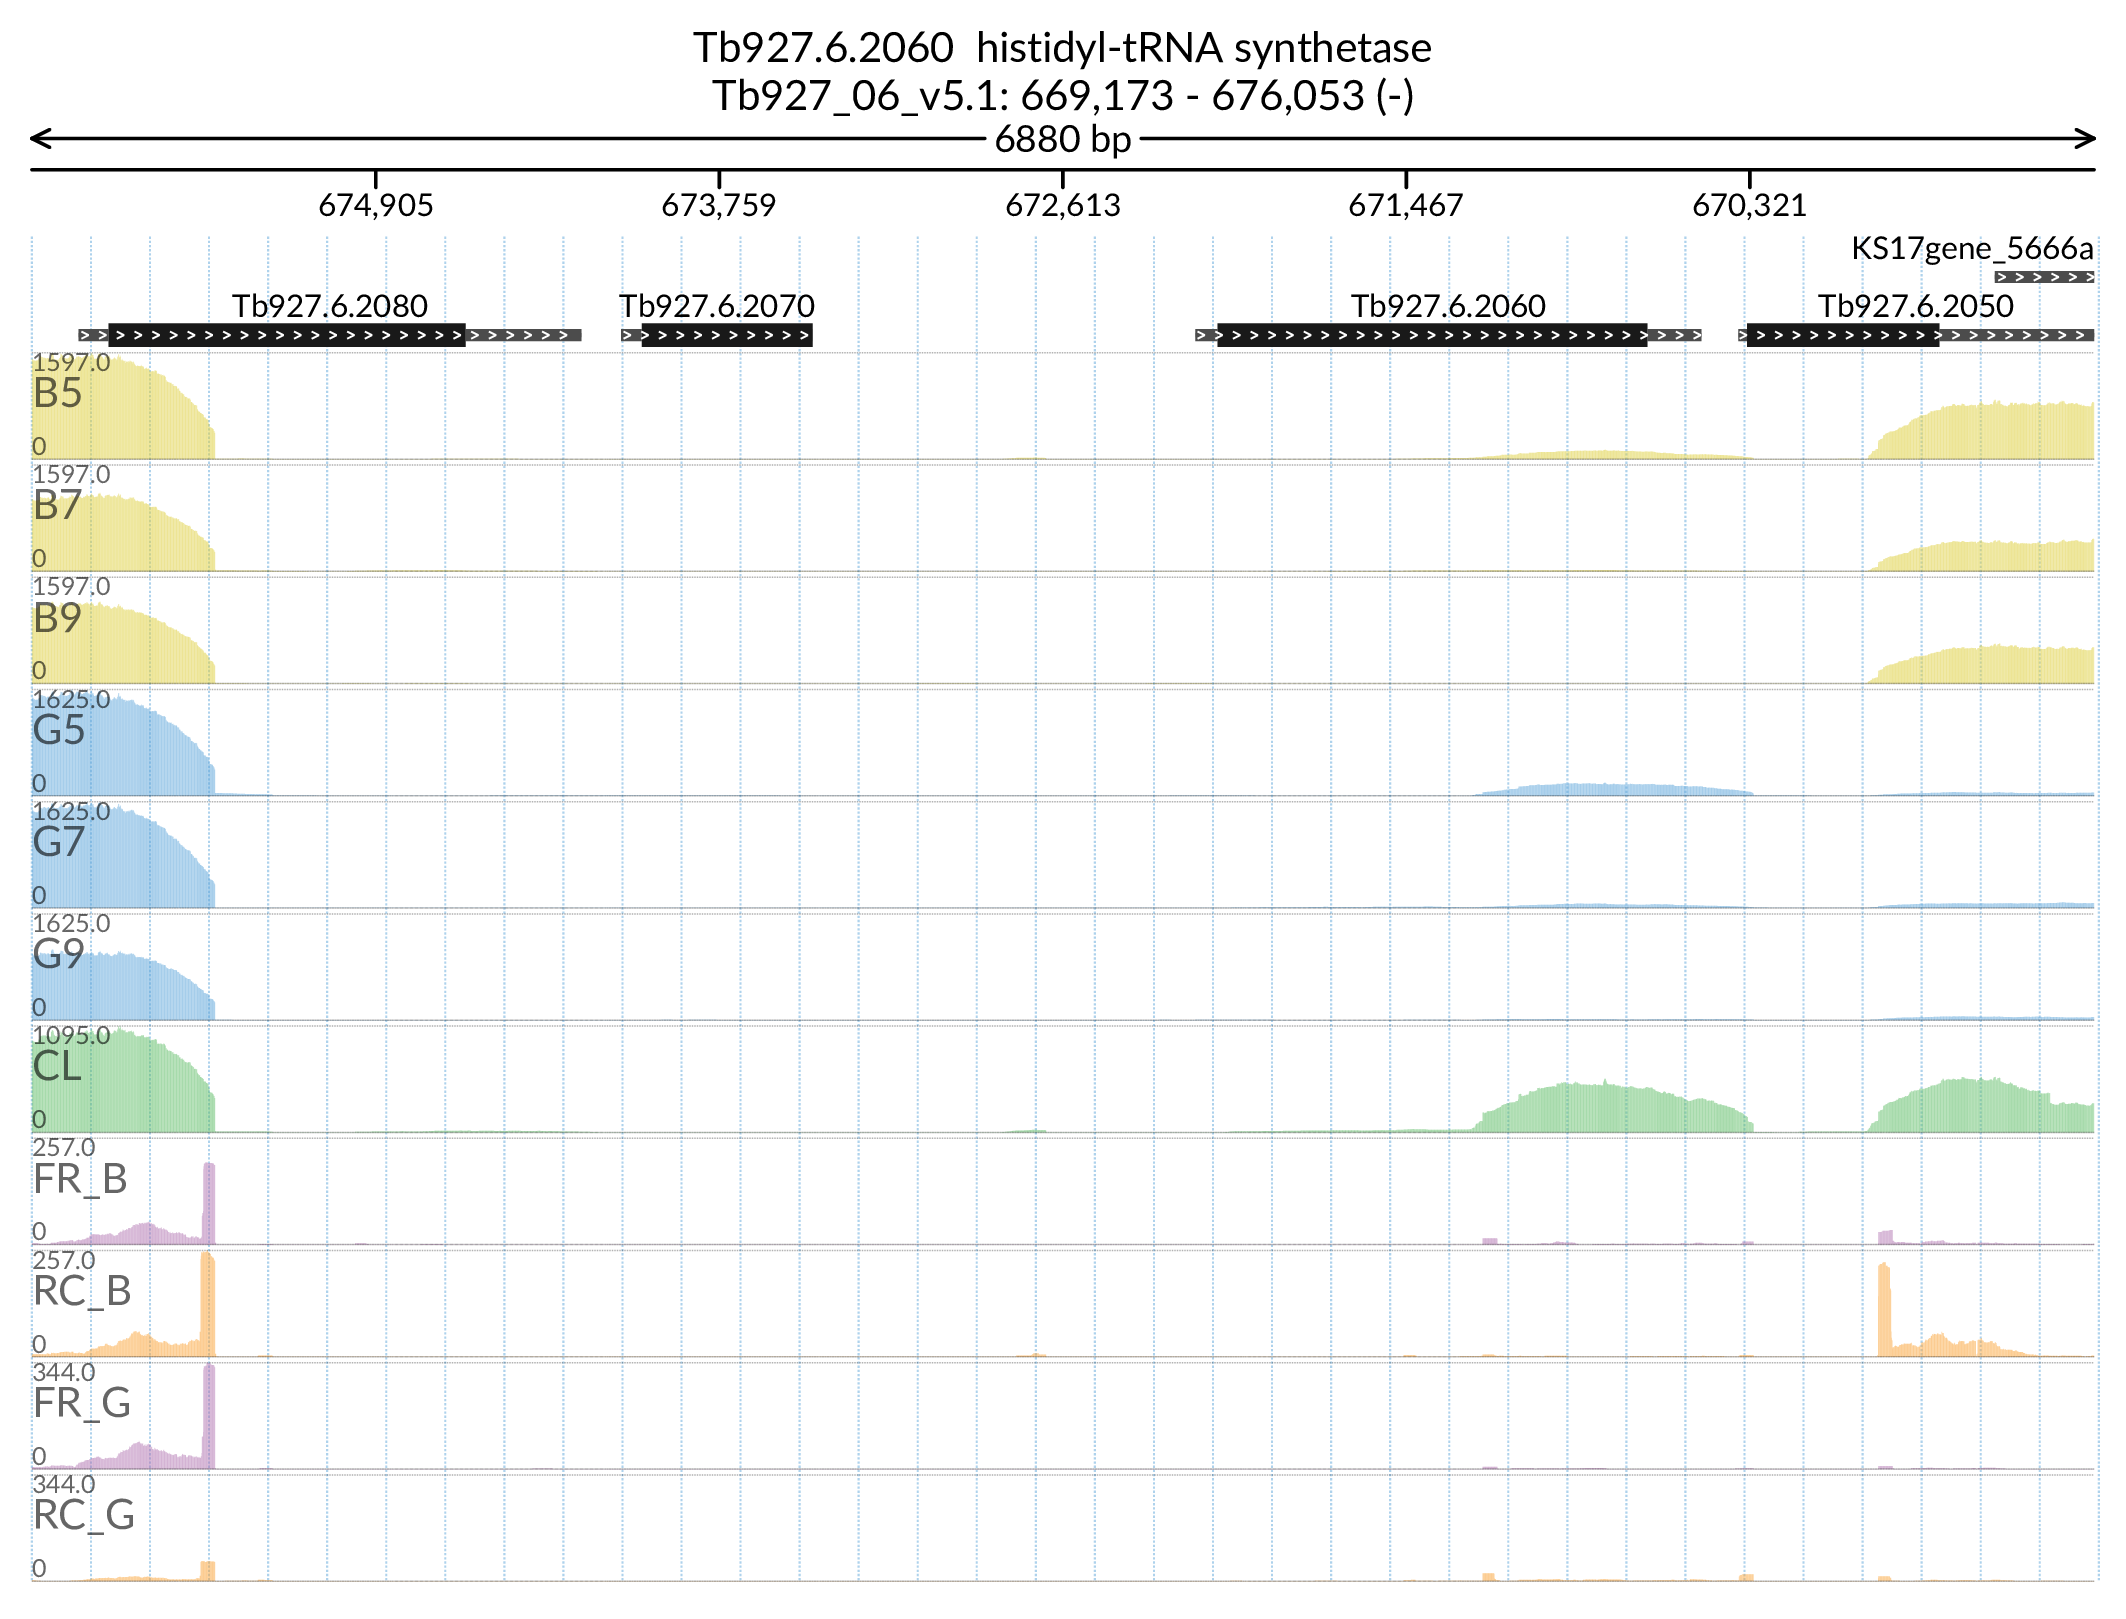 Tb927.6.2060  histidyl-tRNA synthetase
Tb927_06_v5.1: 669,173 - 676,053 (-)
6880 bp
674,905 673,759 672,613 671,467 670,321
KS17gene_5666a
Tb927.6.2080 Tb927.6.2070 Tb927.6.2060 Tb927.6.2050
1597.0
B5
0
1597.0
B7
0
1597.0
B9
0
1625.0
G5
0
1625.0
G7
0
1625.0
G9
0
1095.0
CL
0
257.0
FR_B
0
257.0
RC_B
0
344.0
FR_G
0
344.0
RC_G
0